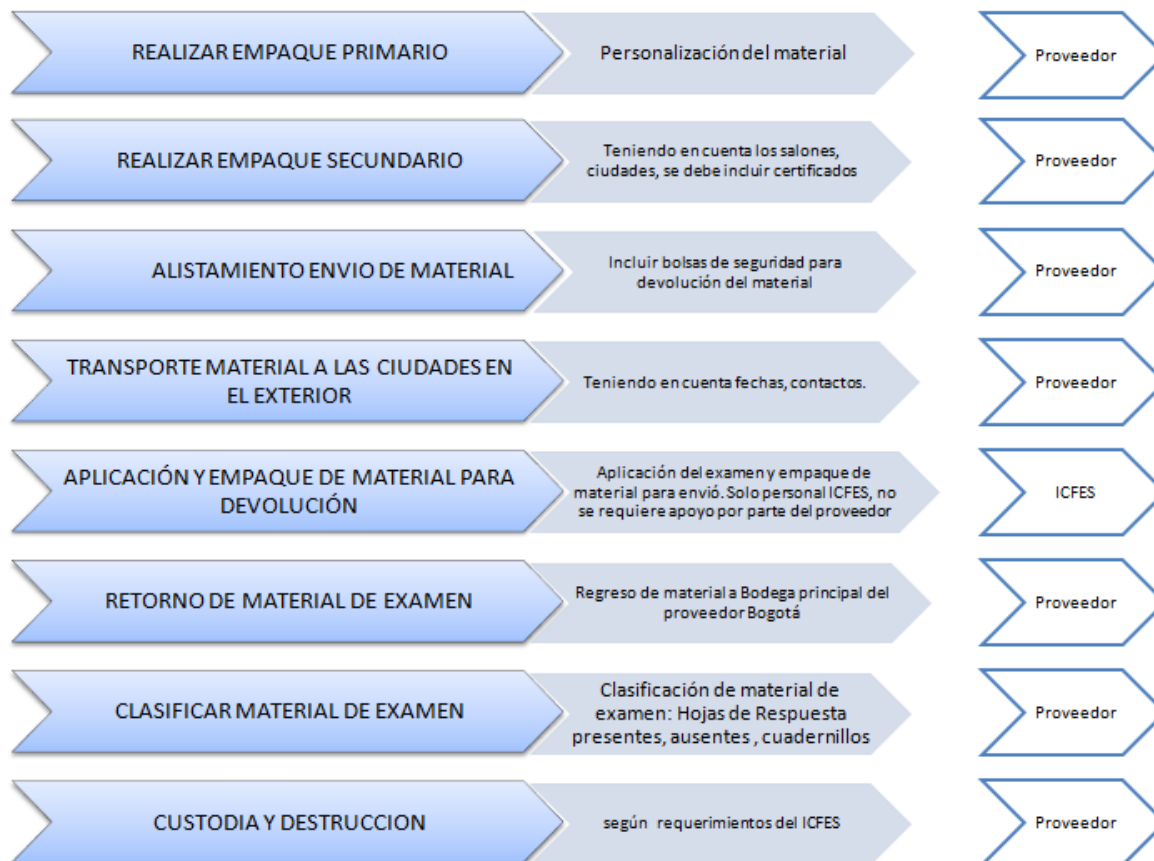 REALIZAR EMPAQUE PRIMARIO
Personalización del material
Proveedor
REALIZAR EMPAQUE SECUNDARIO
Teniendo en cuenta los salones,
ciudades, se debe incluir certificados
Proveedor
ALISTAMIENTO ENVIO DE MATERIAL
Incluir bolsas de seguridad para
devolución del material
Proveedor
TRANSPORTE MATERIAL A LAS CIUDADES EN
EL EXTERIOR
Teniendo en cuenta fechas, contactos.
Proveedor
APLICACIÓN Y EMPAQUE DE MATERIAL PARA
DEVOLUCIÓN
Aplicación del examen y empaque de
material para envió. Solo personal ICFES, no
se requiere apoyo por parte del proveedor
ICFES
RETORNO DE MATERIAL DE EXAMEN
Regreso de material a Bodega principal del
proveedor Bogotá
Proveedor
CLASIFICAR MATERIAL DE EXAMEN
Clasificación de material de
examen: Hojas de Respuesta
presentes, ausentes , cuadernillos
Proveedor
CUSTODIA Y DESTRUCCION
según requerimientos del ICFES
Proveedor